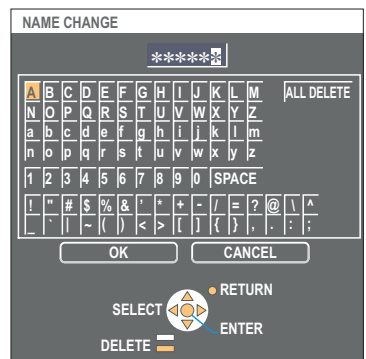 NAME CHANGE
******
A B C D E F G H I J K L M ALL DELETE
N O P Q R S T U V W X Y Z
a b c d e f g h i j k l m
n o p q r s t u v w x y z
1 2 3 4 5 6 7 8 9 0 SPACE
! " # $ % & ' * + - / = ? @ \ ^
_ ` | ~ ( ) < > [ ] { } , . : ;
OK CANCEL
RETURN
SELECT
ENTER
DELETE